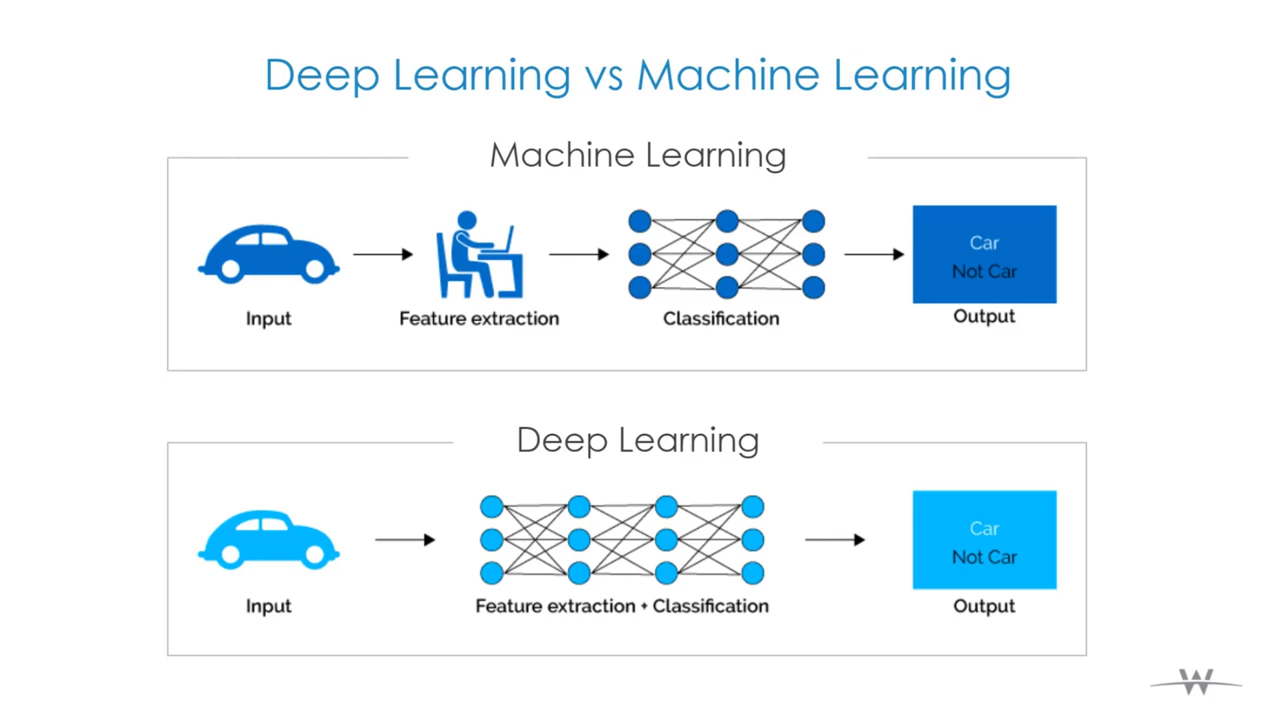 Deep Learning vs Machine Learning
Machine Learning
Car
Not Car
Input
Feature extraction
Classification
Output
Deep Learning
Car
Not Car
Input
Feature extraction + Classification
Output
W